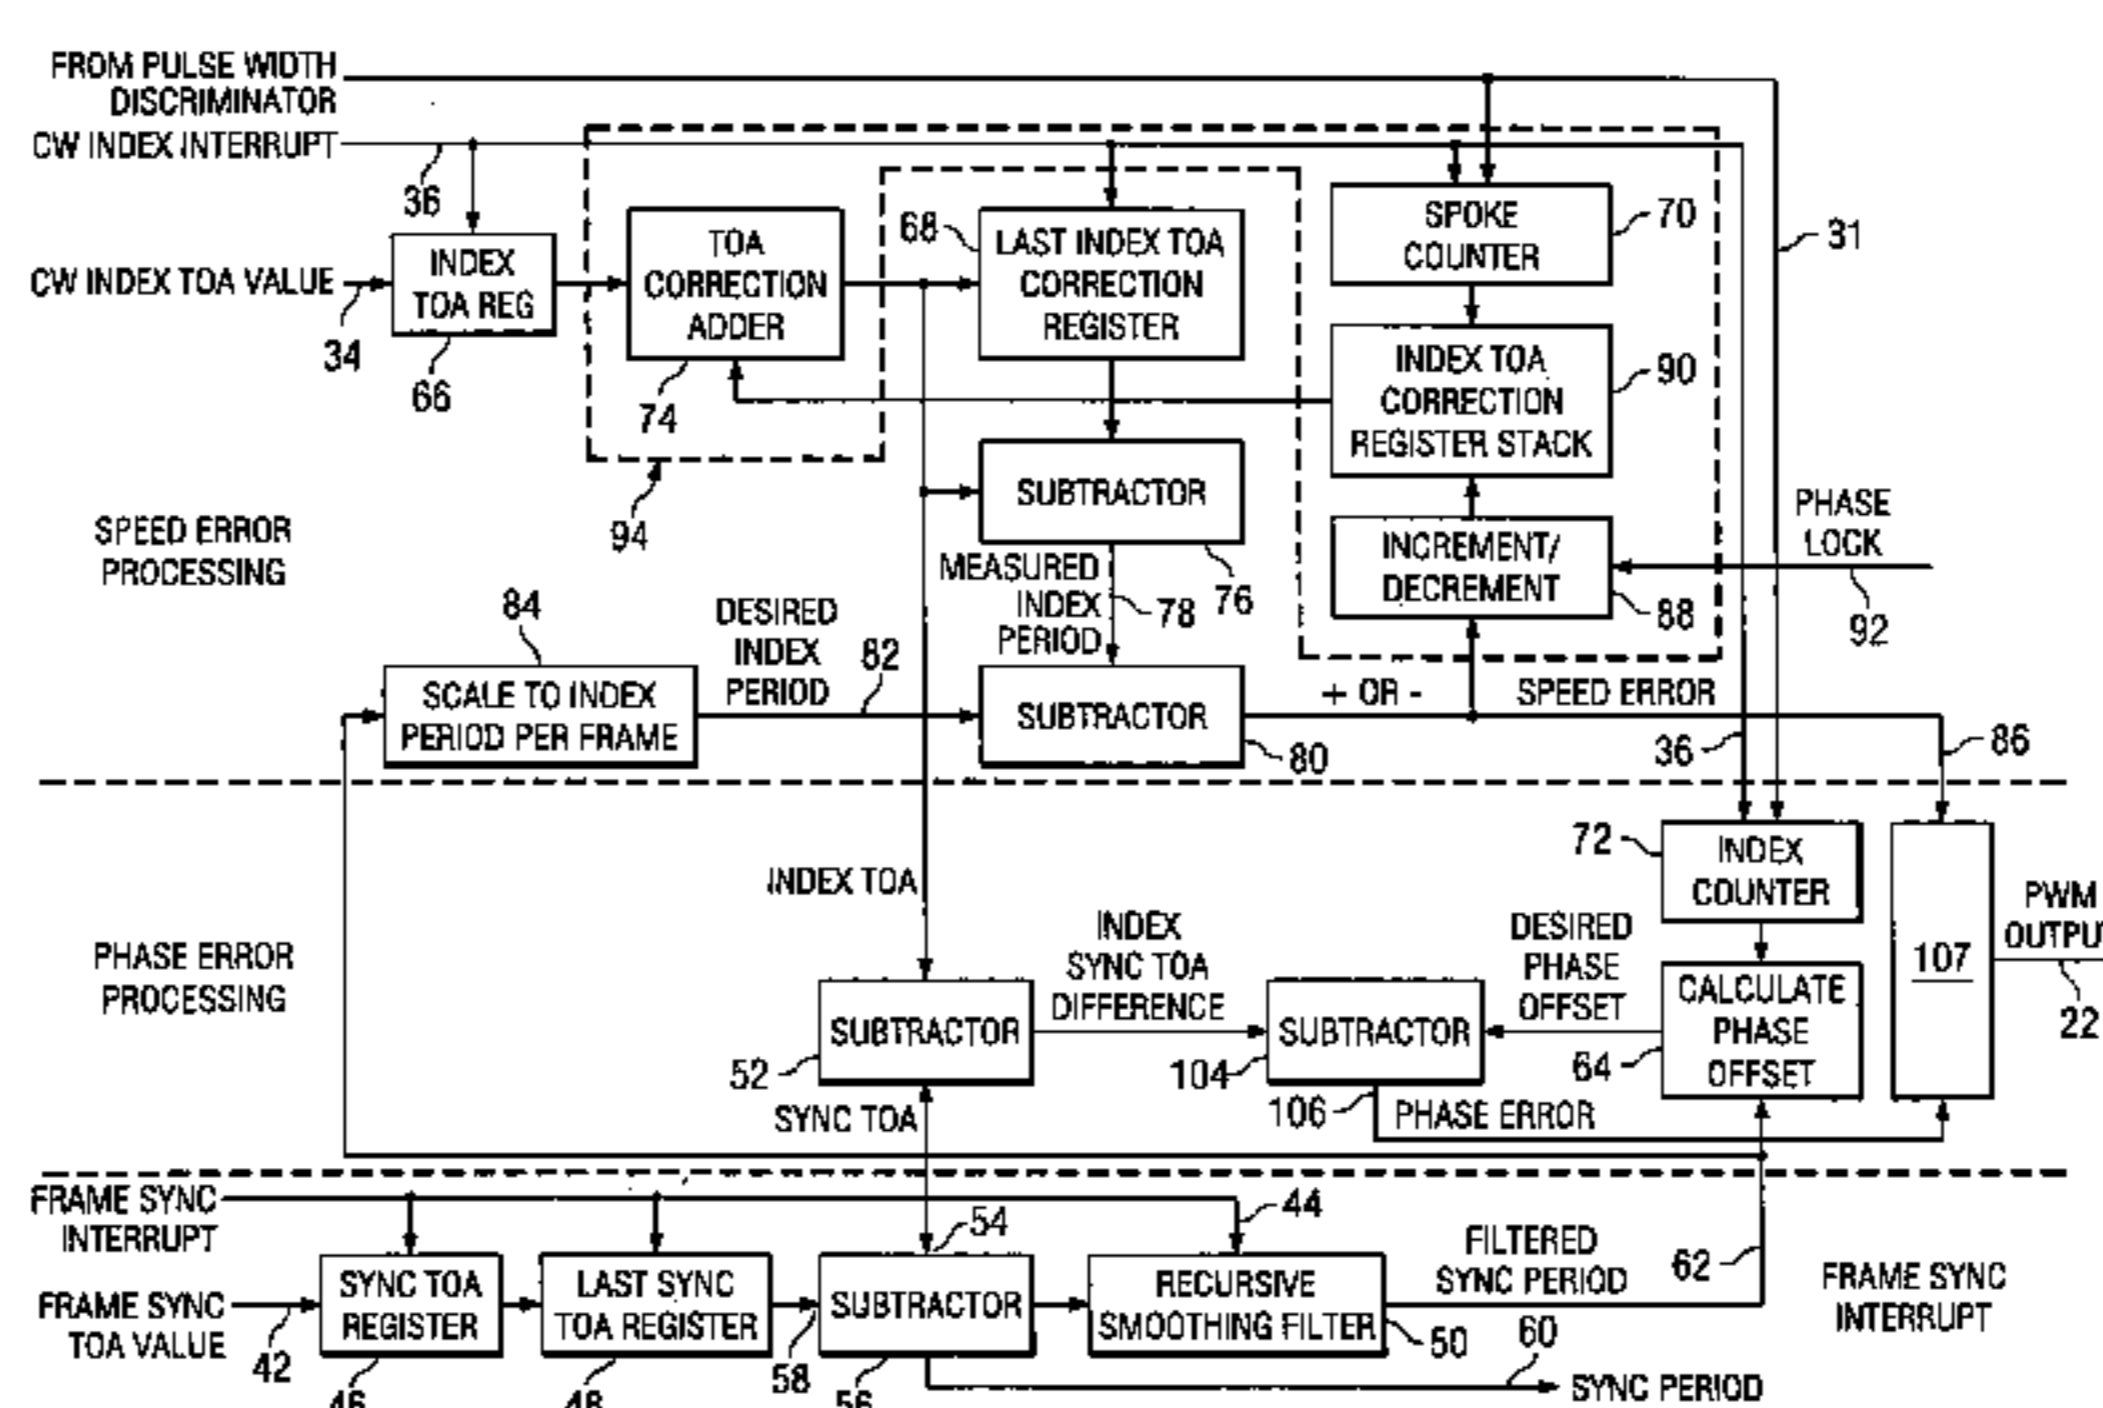 FROM PULSE WIDTH
DISCRIMINATOR
CW INDEX INTERRUPT
36
CW INDEX TOA VALUE
34
INDEX
TOA REG
66
TOA
CORRECTION
ADDER
74
94
68
LAST INDEX TOA
CORRECTION
REGISTER
SPOKE
COUNTER
70
31
INDEX TOA
CORRECTION
REGISTER STACK
90
SUBTRACTOR
76
MEASURED
INDEX
PERIOD
78
INCREMENT/
DECREMENT
88
PHASE
LOCK
92
SPEED ERROR
PROCESSING
84
SCALE TO INDEX
PERIOD PER FRAME
DESIRED
INDEX
PERIOD
82
SUBTRACTOR
80
+ OR -
SPEED ERROR
36
86
PHASE ERROR
PROCESSING
INDEX TOA
72
INDEX
COUNTER
107
PWM
OUTPUT
22
SUBTRACTOR
52
SYNC TOA
INDEX
SYNC TOA
DIFFERENCE
SUBTRACTOR
104
106
PHASE ERROR
DESIRED
PHASE
OFFSET
CALCULATE
PHASE
OFFSET
64
FRAME SYNC
INTERRUPT
44
FRAME SYNC
TOA VALUE
42
SYNC TOA
REGISTER
46
LAST SYNC
TOA REGISTER
48
54
SUBTRACTOR
58
56
RECURSIVE
SMOOTHING FILTER
50
FILTERED
SYNC PERIOD
62
60
SYNC PERIOD
FRAME SYNC
INTERRUPT